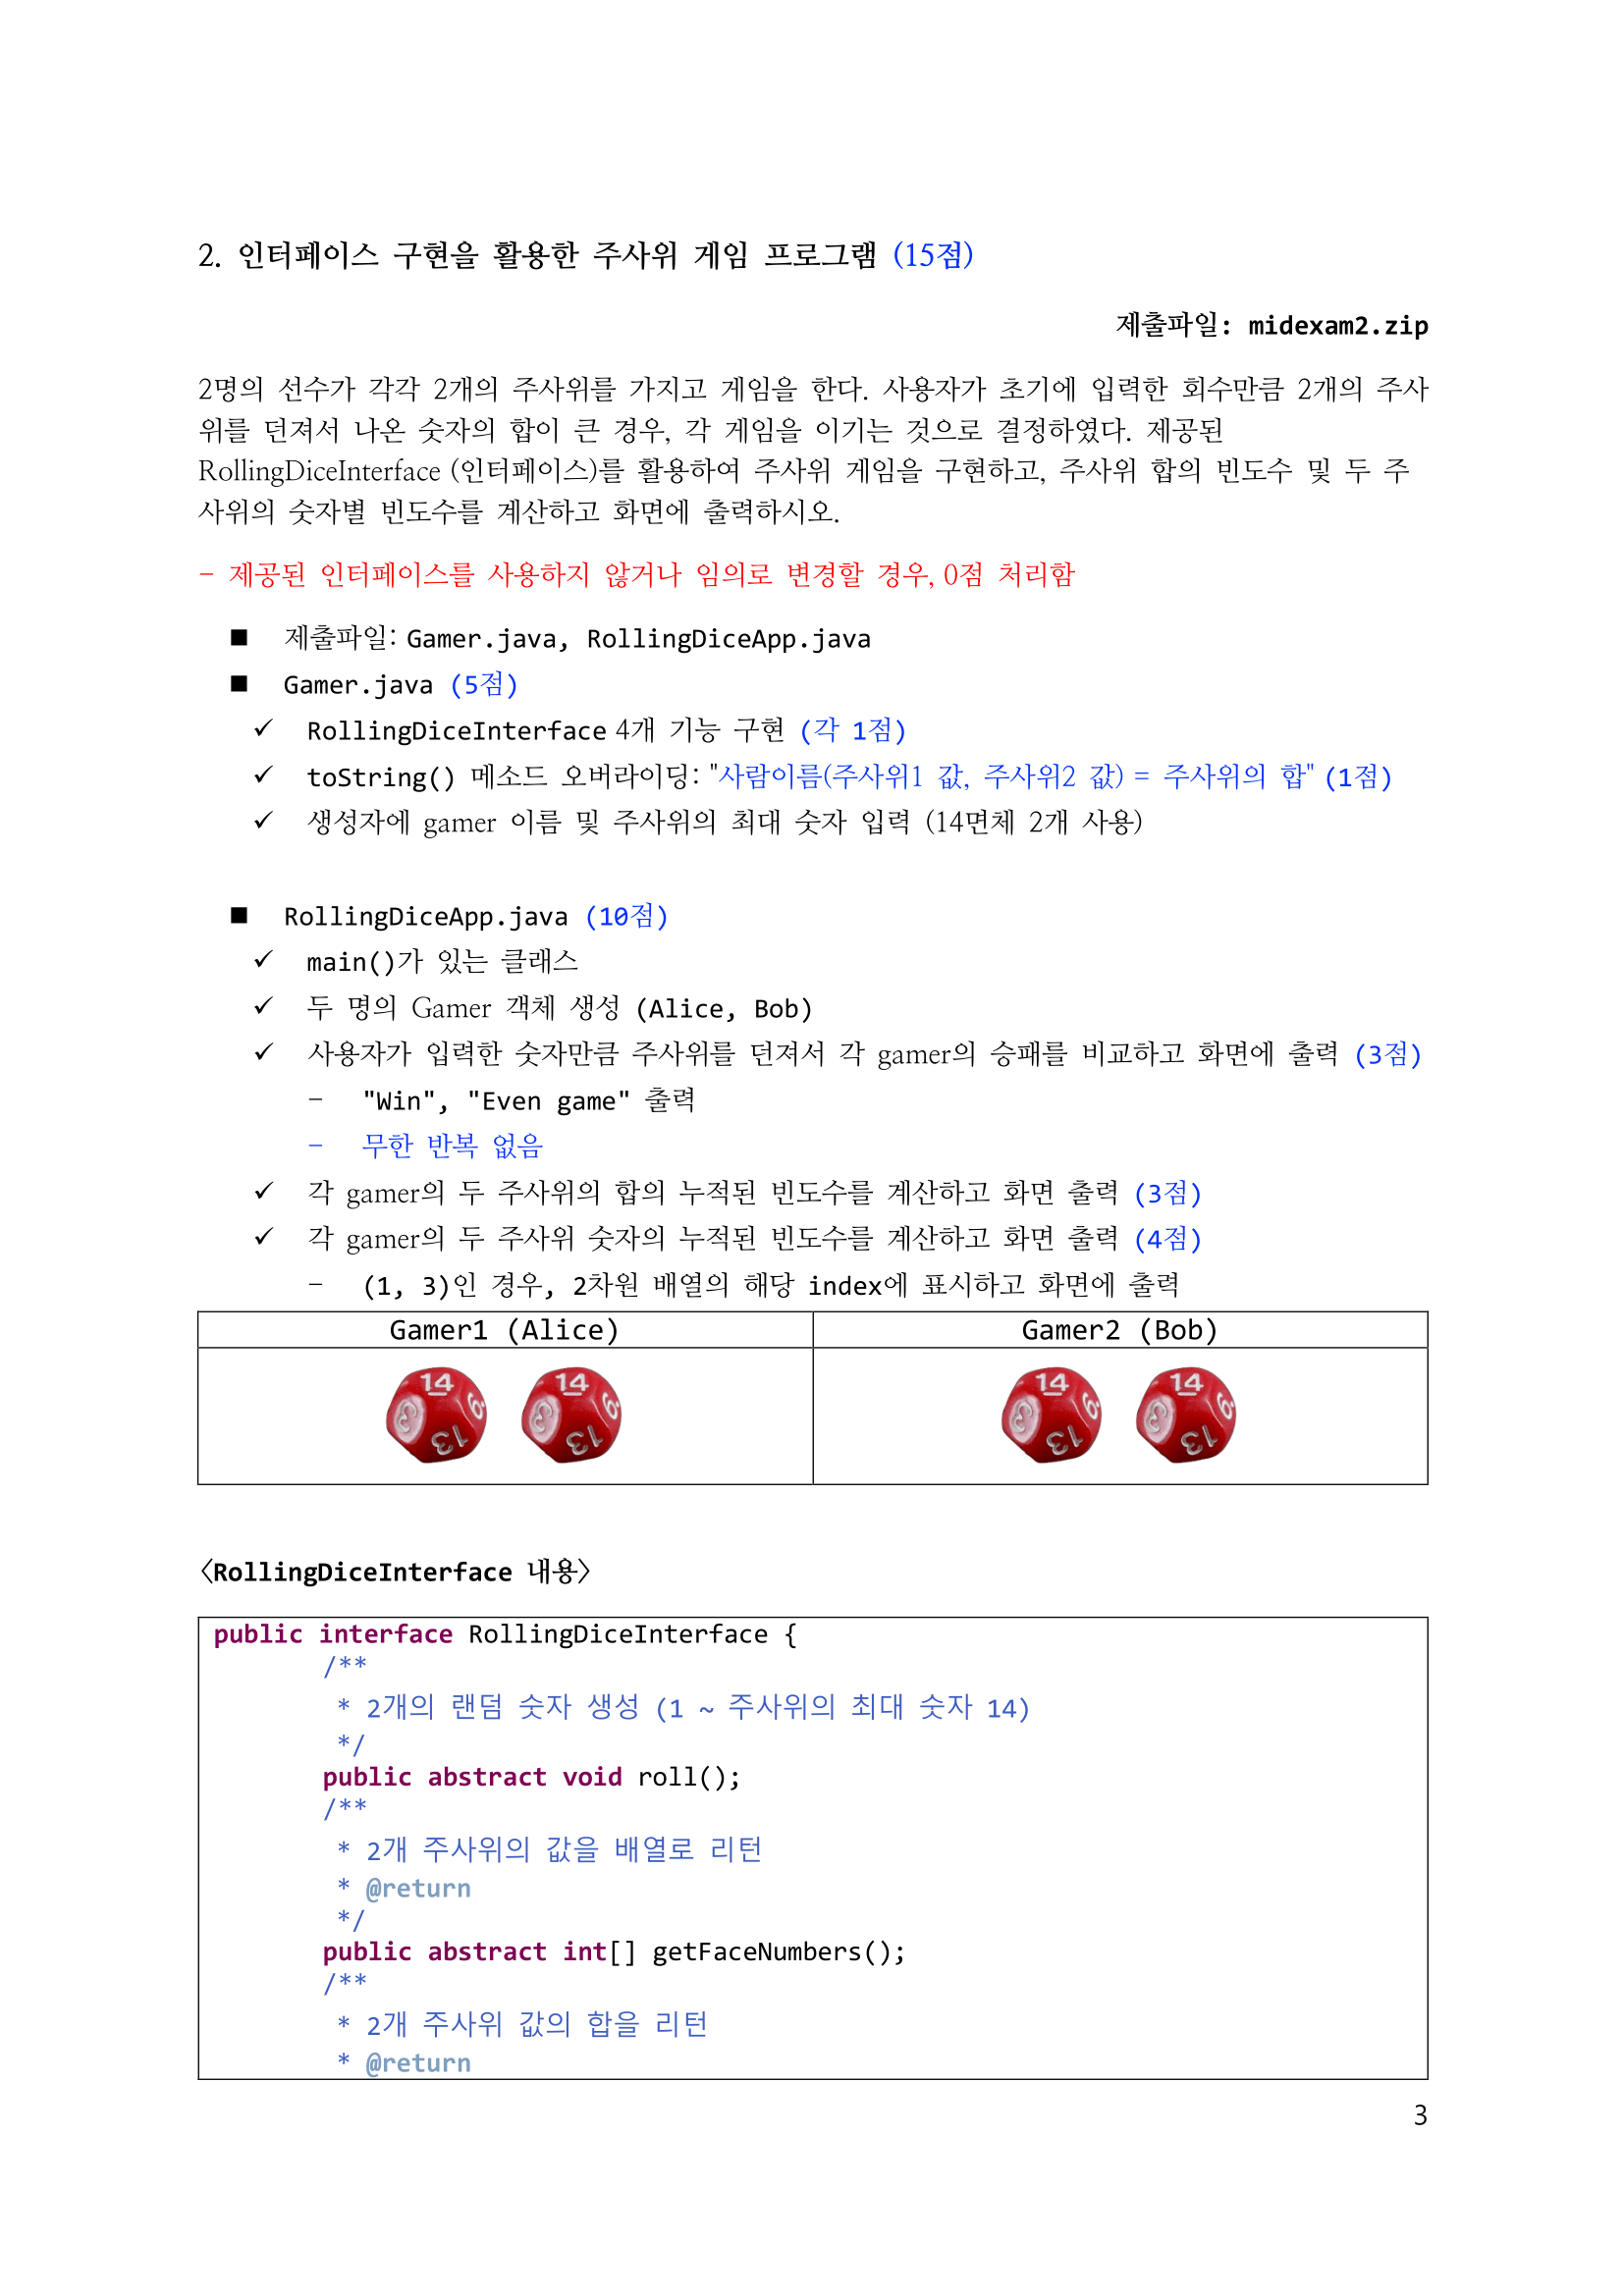 2. 인터페이스 구현을 활용한 주사위 게임 프로그램 (15점)
제출파일: midexam2.zip
2명의 선수가 각각 2개의 주사위를 가지고 게임을 한다. 사용자가 초기에 입력한 회수만큼 2개의 주사
위를 던져서 나온 숫자의 합이 큰 경우, 각 게임을 이기는 것으로 결정하였다. 제공된
RollingDiceInterface (인터페이스)를 활용하여 주사위 게임을 구현하고, 주사위 합의 빈도수 및 두 주
사위의 숫자별 빈도수를 계산하고 화면에 출력하시오.
- 제공된 인터페이스를 사용하지 않거나 임의로 변경할 경우, 0점 처리함
■ 제출파일: Gamer.java, RollingDiceApp.java
■ Gamer.java (5점)
✓ RollingDiceInterface 4개 기능 구현 (각 1점)
✓ toString() 메소드 오버라이딩: "사람이름(주사위1 값, 주사위2 값) = 주사위의 합" (1점)
✓ 생성자에 gamer 이름 및 주사위의 최대 숫자 입력 (14면체 2개 사용)
■ RollingDiceApp.java (10점)
✓ main()가 있는 클래스
✓ 두 명의 Gamer 객체 생성 (Alice, Bob)
✓ 사용자가 입력한 숫자만큼 주사위를 던져서 각 gamer의 승패를 비교하고 화면에 출력 (3점)
- "Win", "Even game" 출력
- 무한 반복 없음
✓ 각 gamer의 두 주사위의 합의 누적된 빈도수를 계산하고 화면 출력 (3점)
✓ 각 gamer의 두 주사위 숫자의 누적된 빈도수를 계산하고 화면 출력 (4점)
- (1, 3)인 경우, 2차원 배열의 해당 index에 표시하고 화면에 출력
Gamer1 (Alice) Gamer2 (Bob)
14 14 14 14
3 9 3 9 3 9 3 9
13 13 13 13
<RollingDiceInterface 내용>
public interface RollingDiceInterface {
/**
* 2개의 랜덤 숫자 생성 (1 ~ 주사위의 최대 숫자 14)
*/
public abstract void roll();
/**
* 2개 주사위의 값을 배열로 리턴
* @return
*/
public abstract int[] getFaceNumbers();
/**
* 2개 주사위 값의 합을 리턴
* @return
3